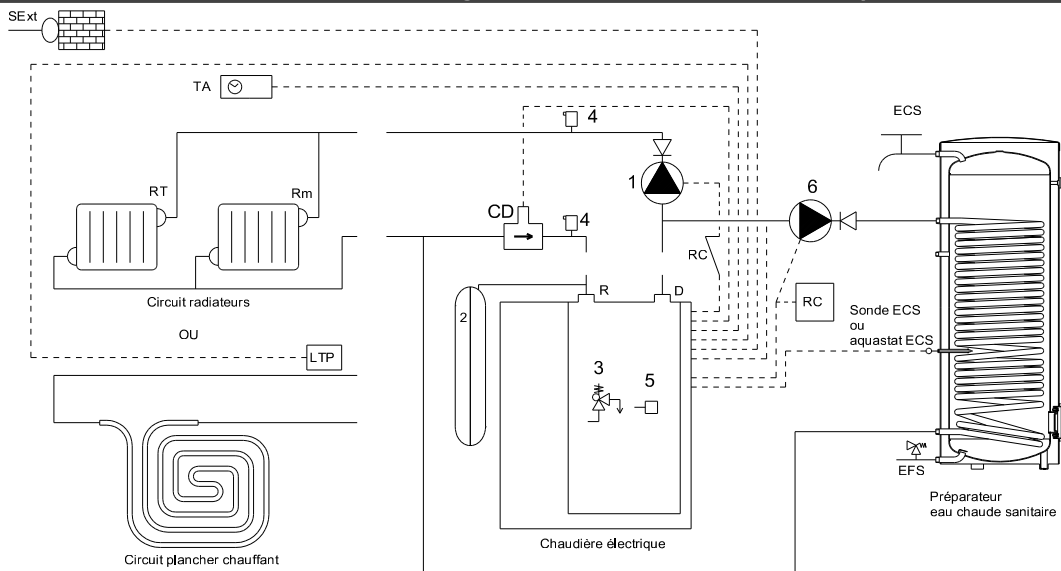 SExt
TA
4
ECS
RT
Rm
1
6
CD
4
RC
Circuit radiateurs
R
D
RC
2
Sonde ECS
ou
aquastat ECS
OU
LTP
3
5
EFS
Préparateur
eau chaude sanitaire
Chaudière électrique
Circuit plancher chauffant